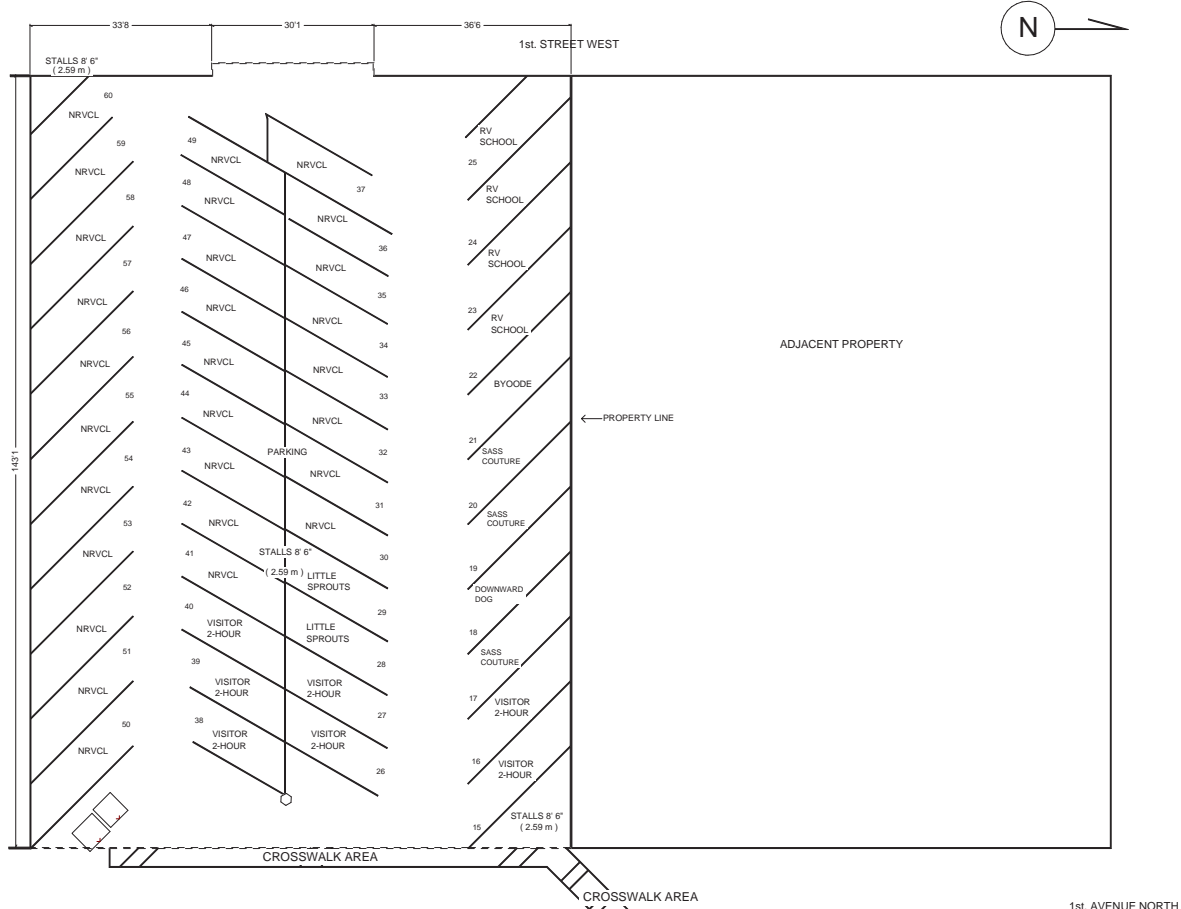 33'8
30'1
36'6
1st. STREET WEST
N
STALLS 8' 6"
( 2.59 m )
143'1
60
NRVCL
59
NRVCL
58
NRVCL
57
NRVCL
56
NRVCL
55
NRVCL
54
NRVCL
53
NRVCL
52
NRVCL
51
NRVCL
50
NRVCL
49
NRVCL
48
NRVCL
47
NRVCL
46
NRVCL
45
NRVCL
44
NRVCL
43
NRVCL
42
NRVCL
41
NRVCL
40
VISITOR
2-HOUR
39
VISITOR
2-HOUR
38
VISITOR
2-HOUR
PARKING
STALLS 8' 6"
( 2.59 m )
NRVCL
37
NRVCL
36
NRVCL
35
NRVCL
34
NRVCL
33
NRVCL
32
NRVCL
31
NRVCL
30
LITTLE
SPROUTS
29
LITTLE
SPROUTS
28
VISITOR
2-HOUR
27
VISITOR
2-HOUR
26
RV
SCHOOL
25
RV
SCHOOL
24
RV
SCHOOL
23
RV
SCHOOL
22
BYOODE
21
SASS
COUTURE
20
SASS
COUTURE
19
DOWNWARD
DOG
18
SASS
COUTURE
17
VISITOR
2-HOUR
16
VISITOR
2-HOUR
15
STALLS 8' 6"
( 2.59 m )
ADJACENT PROPERTY
PROPERTY LINE
CROSSWALK AREA
CROSSWALK AREA
1st. AVENUE NORTH